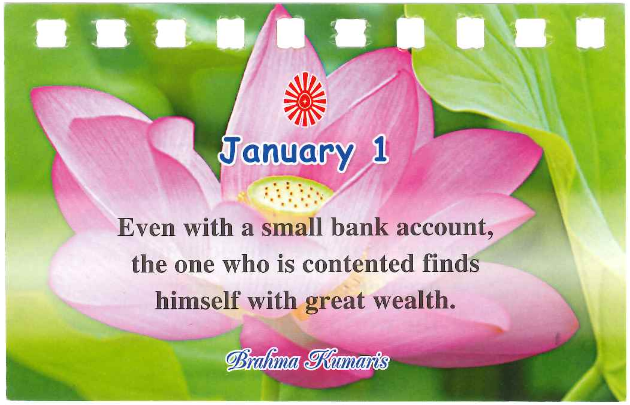 January 1
Even with a small bank account,
the one who is contented finds
himself with great wealth.
Brahma Kumaris